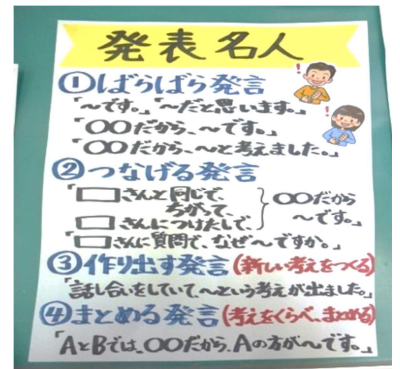 発表名人
①ばらばら発言
「～です。」「～だと思います。」
「○○だから、～です。」
「○○だから、～と考えました。」
②つなげる発言
「□さんと同じで、
ちがって、
□さんにつけたしで、
○○だから
～です。」
「□さんに質問で、なぜ～ですか。」
③作り出す発言(新しい考えをつくる)
「話し合いをしていて、～という考えが出ました。」
④まとめる発言(考えをくらべ、まとめる)
「AとBでは、○○だから、Aの方が～です。」